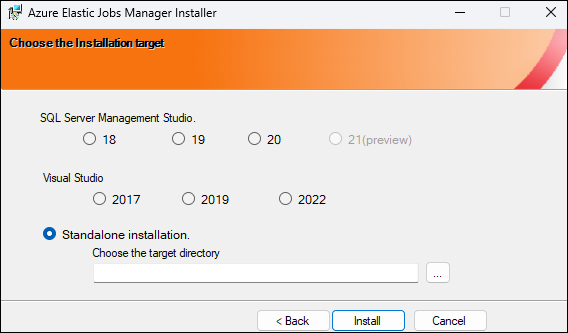 Azure Elastic Jobs Manager Installer
Choose the Installation target
SQL Server Management Studio.
18 19 20 21(preview)
Visual Studio
2017 2019 2022
Standalone installation.
Choose the target directory
...
< Back Install Cancel